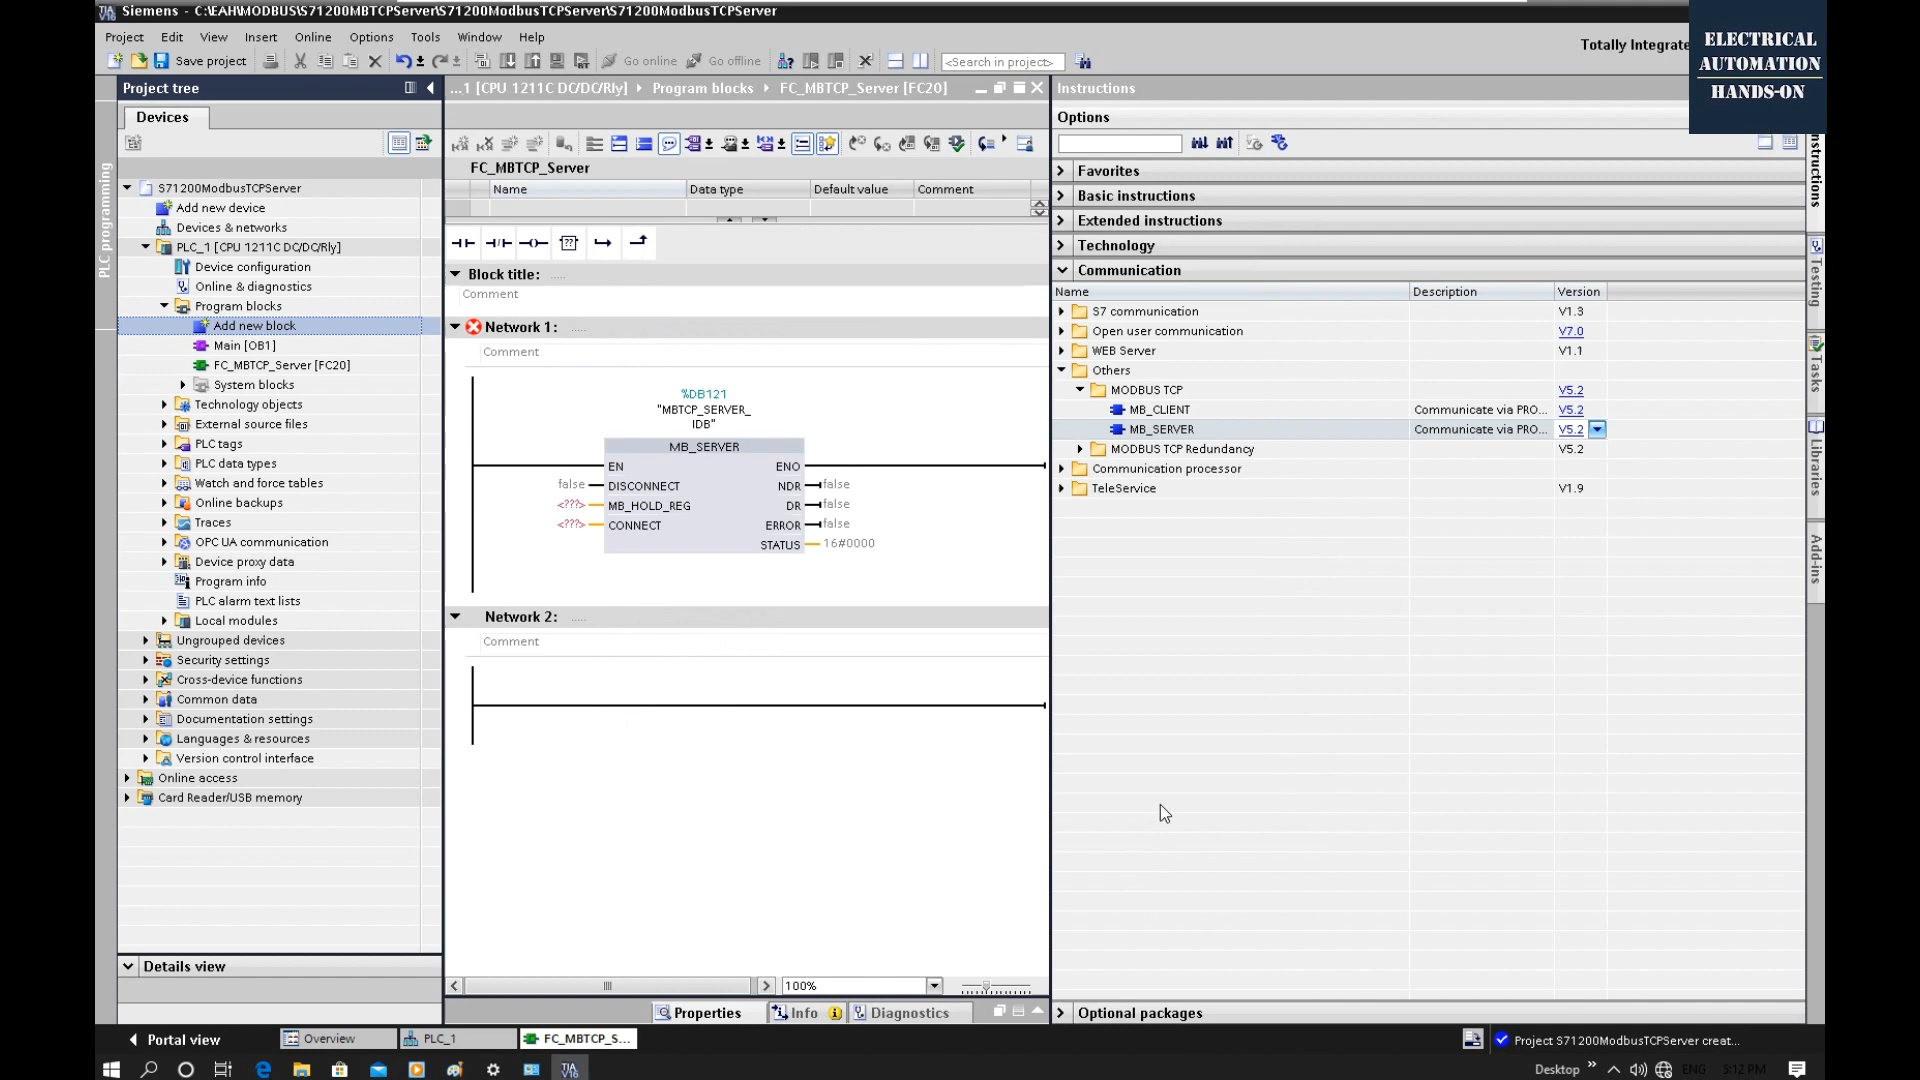 Siemens - C:\EAH\MODBUS\S71200MBTCPServer\S71200ModbusTCPServer\S71200ModbusTCPServer
Project Edit View Insert Online Options Tools Window Help
Totally Integrate
ELECTRICAL
AUTOMATION
HANDS-ON
Save project Go online Go offline <Search in project>
Project tree
...1 [CPU 1211C DC/DC/Rly] Program blocks FC_MBTCP_Server [FC20]
Instructions
Devices
Options
FC_MBTCP_Server
Name Data type Default value Comment
S71200ModbusTCPServer
Add new device
Devices & networks
PLC_1 [CPU 1211C DC/DC/Rly]
Device configuration
Online & diagnostics
Program blocks
Add new block
Main [OB1]
FC_MBTCP_Server [FC20]
System blocks
Technology objects
External source files
PLC tags
PLC data types
Watch and force tables
Online backups
Traces
OPC UA communication
Device proxy data
Program info
PLC alarm text lists
Local modules
Ungrouped devices
Security settings
Cross-device functions
Common data
Documentation settings
Languages & resources
Version control interface
Online access
Card Reader/USB memory
Details view
PLC programming
??
Block title: .....
Comment
Network 1: .....
Comment
%DB121
"MBTCP_SERVER_
IDB"
MB_SERVER
EN ENO
false DISCONNECT NDR false
<???> MB_HOLD_REG DR false
<???> CONNECT ERROR false
STATUS 16#0000
Network 2: .....
Comment
100%
Properties Info Diagnostics
Favorites
Basic instructions
Extended instructions
Technology
Communication
Name Description Version
S7 communication V1.3
Open user communication V7.0
WEB Server V1.1
Others
MODBUS TCP V5.2
MB_CLIENT Communicate via PRO... V5.2
MB_SERVER Communicate via PRO... V5.2
MODBUS TCP Redundancy V5.2
Communication processor
TeleService V1.9
Optional packages
nstructions
Testing
Tasks
Libraries
Add-ins
Portal view Overview PLC_1 FC_MBTCP_S... Project S71200ModbusTCPServer creat...
Desktop ENG 5:12 PM